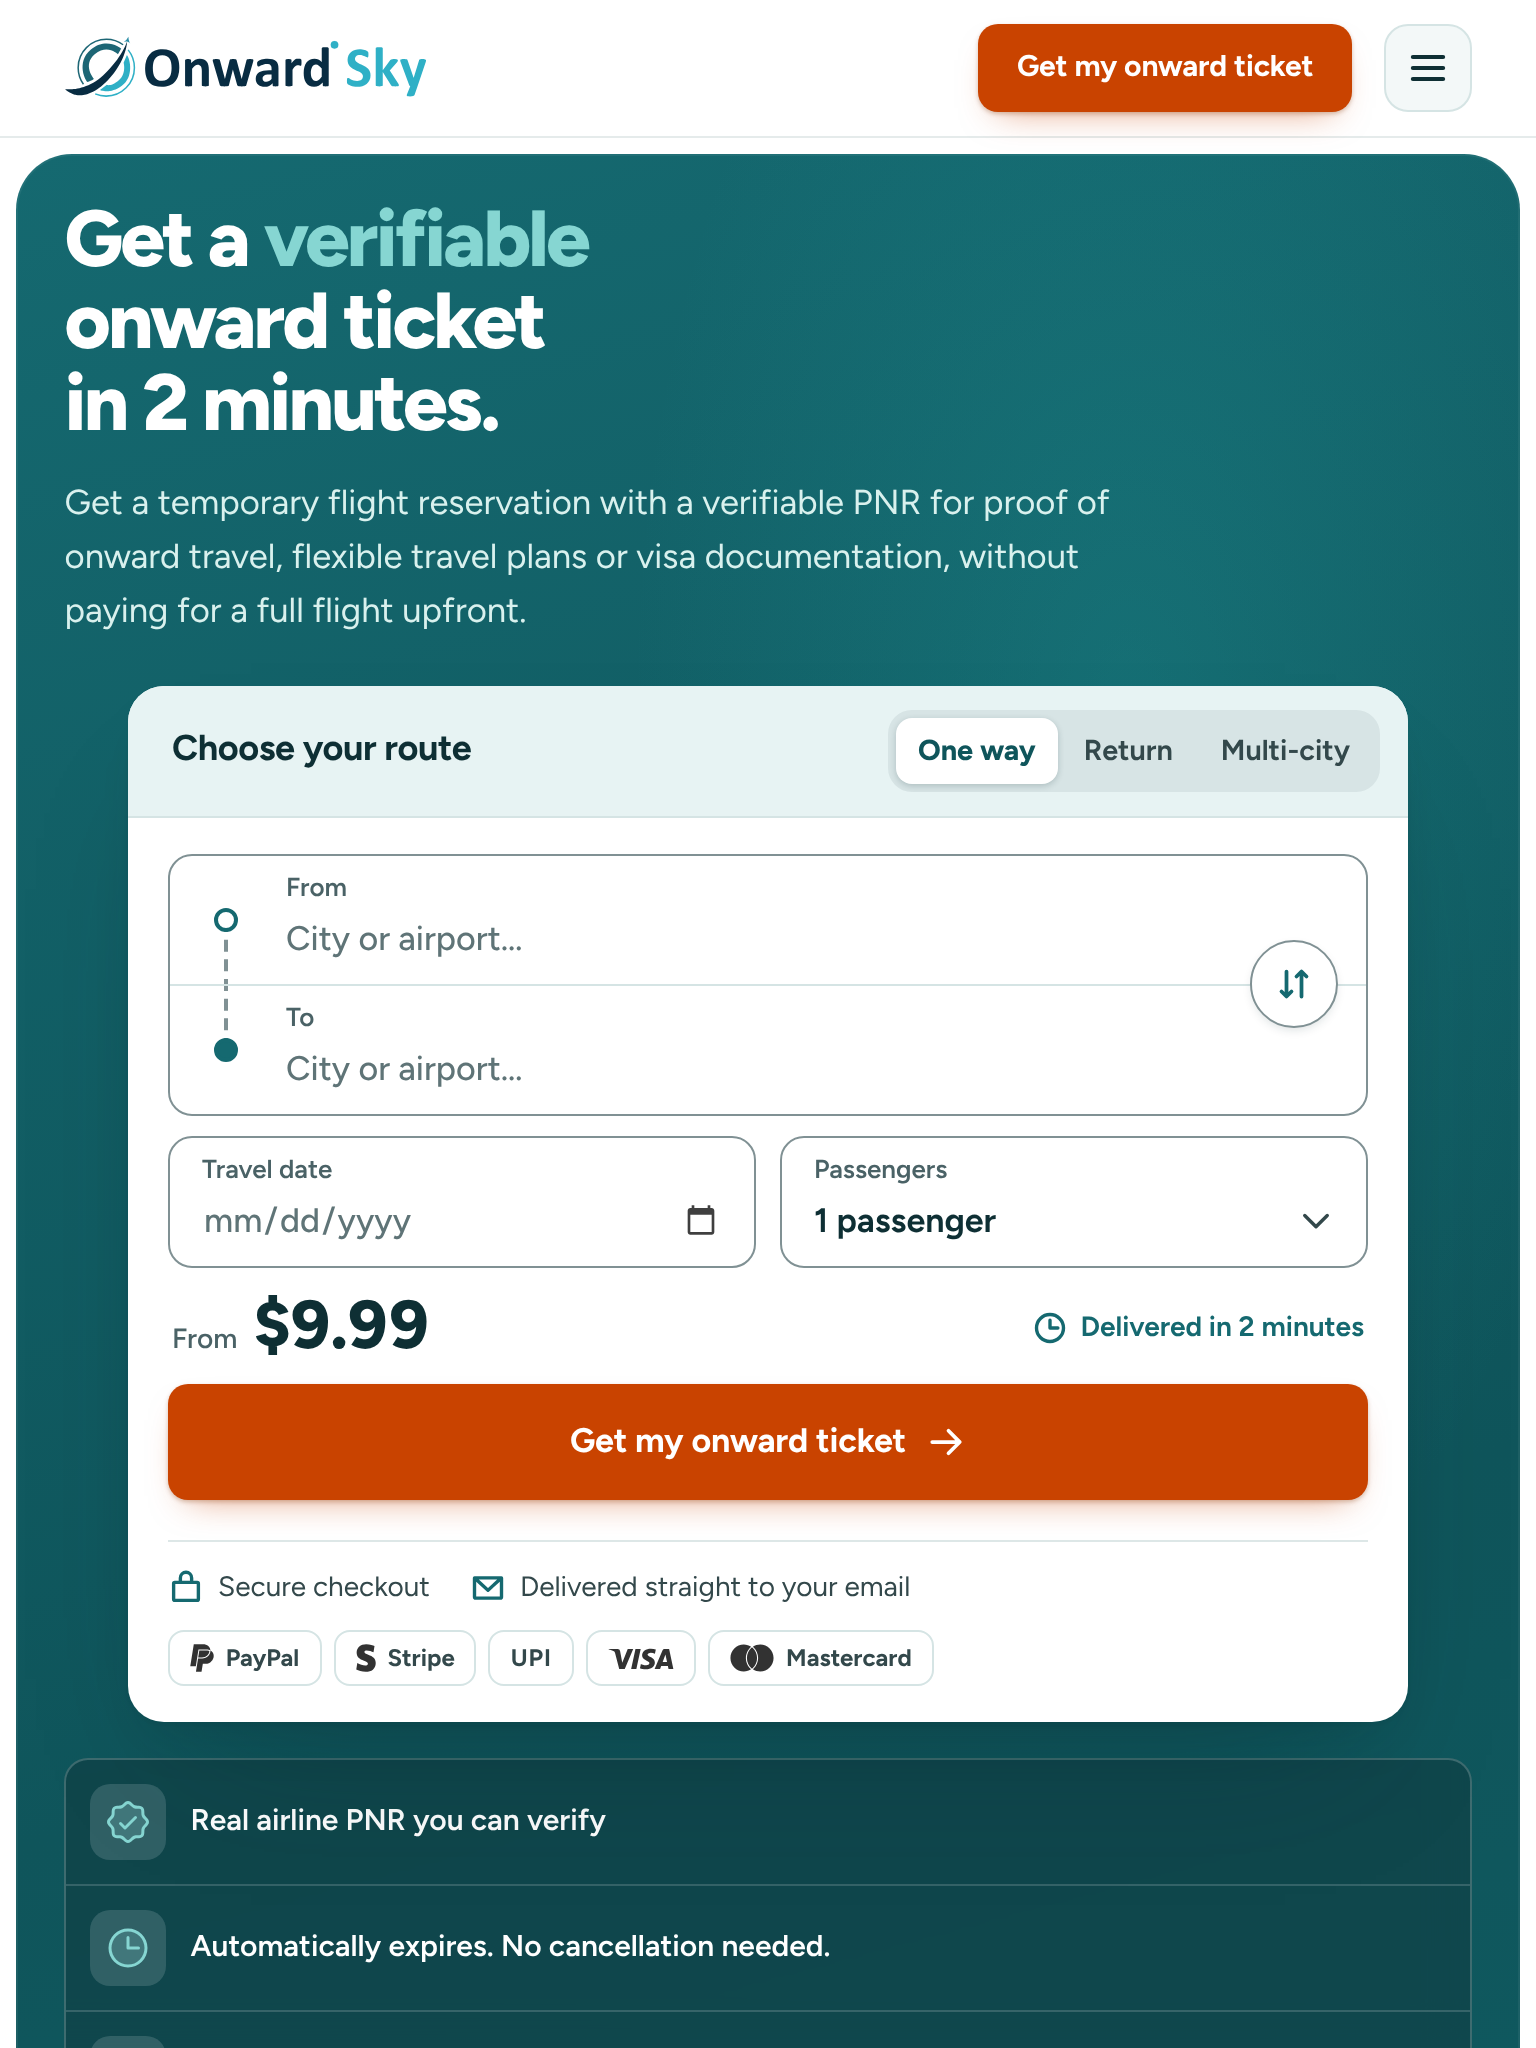 Onward Sky
Get my onward ticket
Get a verifiable
onward ticket
in 2 minutes.
Get a temporary flight reservation with a verifiable PNR for proof of
onward travel, flexible travel plans or visa documentation, without
paying for a full flight upfront.
Choose your route
One way
Return
Multi-city
From
City or airport...
To
City or airport...
Travel date
mm/dd/yyyy
Passengers
1 passenger
From $9.99
Delivered in 2 minutes
Get my onward ticket
Secure checkout
Delivered straight to your email
PayPal
Stripe
UPI
VISA
Mastercard
Real airline PNR you can verify
Automatically expires. No cancellation needed.